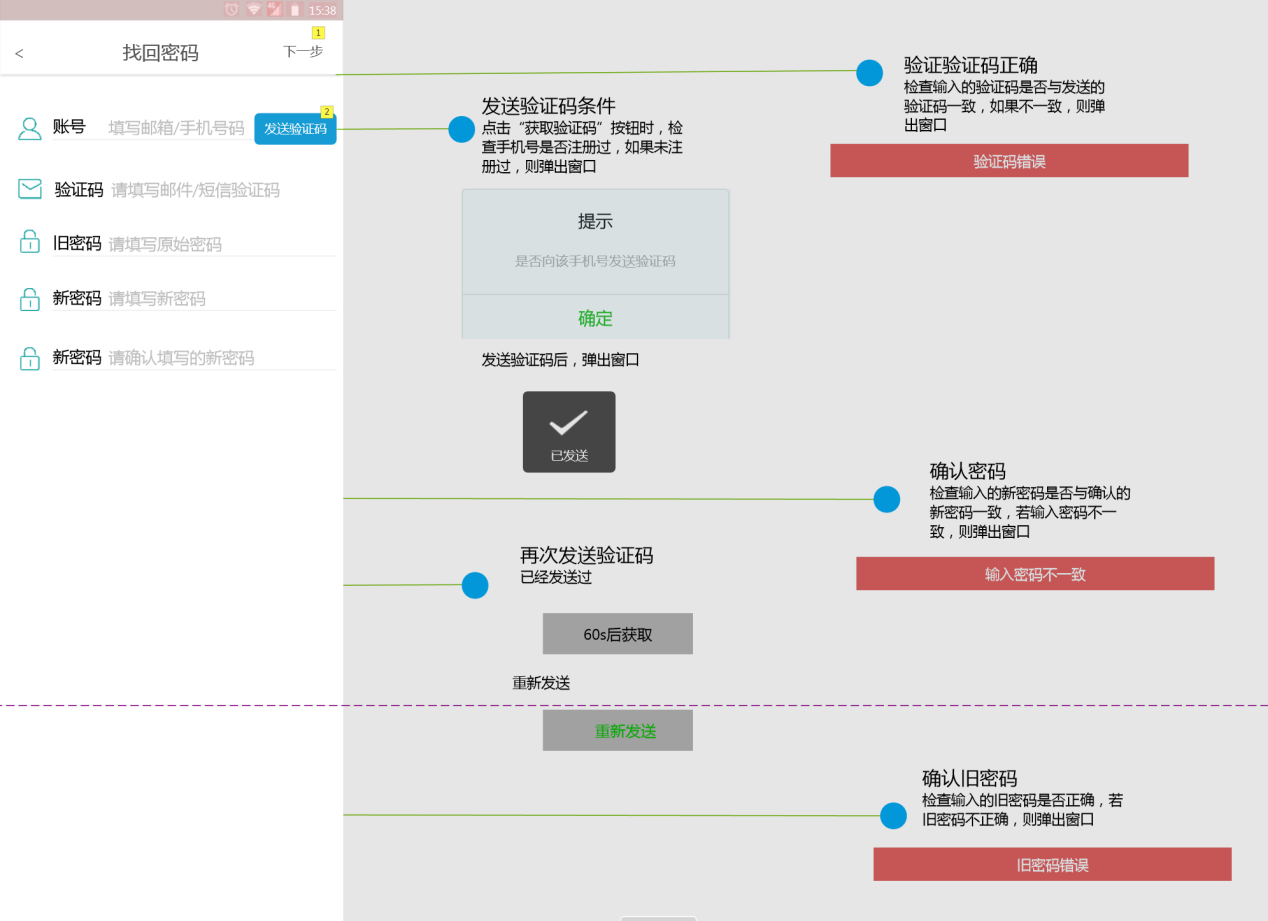 15:38
1
<
找回密码
下一步
2
账号
填写邮箱/手机号码
发送验证码
验证码
请填写邮件/短信验证码
旧密码
请填写原始密码
新密码
请填写新密码
新密码
请确认填写的新密码
发送验证码条件
点击“获取验证码”按钮时，检
查手机号是否注册过，如果未注
册过，则弹出窗口
提示
是否向该手机号发送验证码
确定
发送验证码后，弹出窗口
已发送
再次发送验证码
已经发送过
60s后获取
重新发送
重新发送
验证验证码正确
检查输入的验证码是否与发送的
验证码一致，如果不一致，则弹
出窗口
验证码错误
确认密码
检查输入的新密码是否与确认的
新密码一致，若输入密码不一
致，则弹出窗口
输入密码不一致
确认旧密码
检查输入的旧密码是否正确，若
旧密码不正确，则弹出窗口
旧密码错误